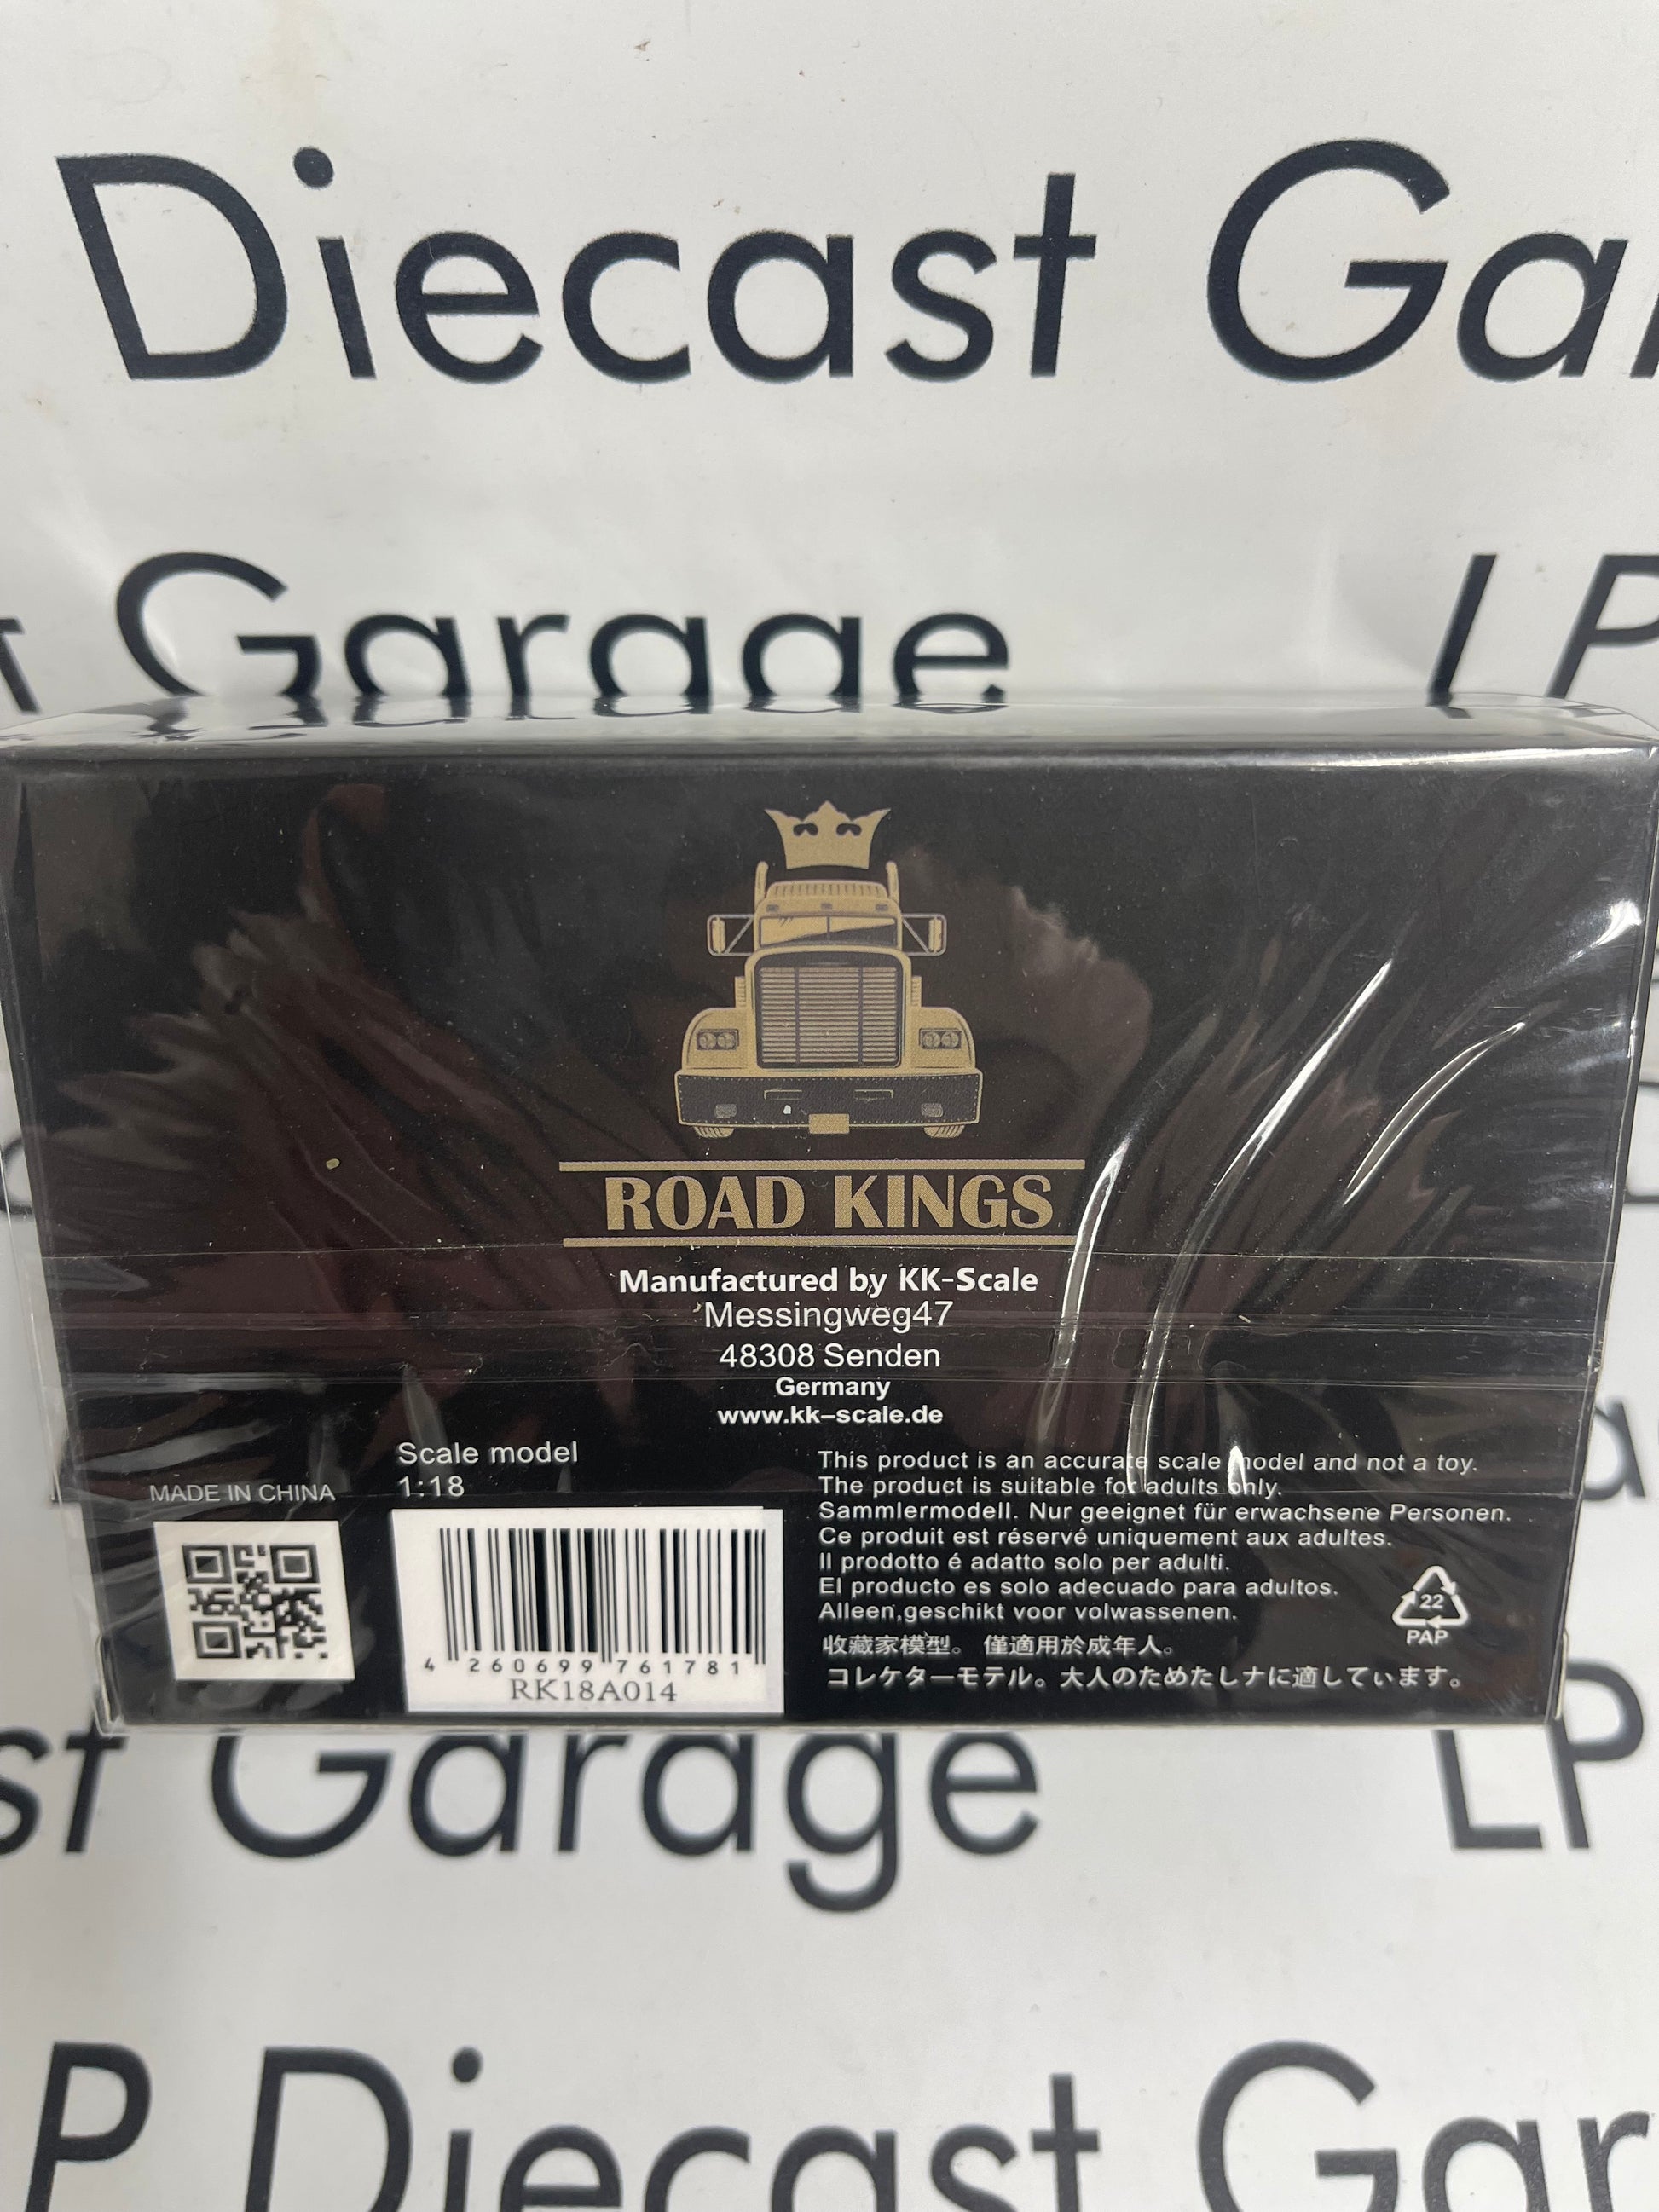 Diecast Gar
Garage
LP
ROAD KINGS
Manufactured by KK-Scale
Messingweg47
48308 Senden
Germany
www.kk-scale.de
Scale model
1:18
MADE IN CHINA
4 260699 761781
RK18A014
This product is an accurate scale model and not a toy.
The product is suitable for adults only.
Sammlermodell. Nur geeignet für erwachsene Personen.
Ce produit est réservé uniquement aux adultes.
Il prodotto é adatto solo per adulti.
El producto es solo adecuado para adultos.
Alleen,geschikt voor volwassenen.
收藏家模型。 僅適用於成年人。
コレケターモテル。大人のためたしナに適しています。
22
PAP
st Garage
LP
P Diecast Gar